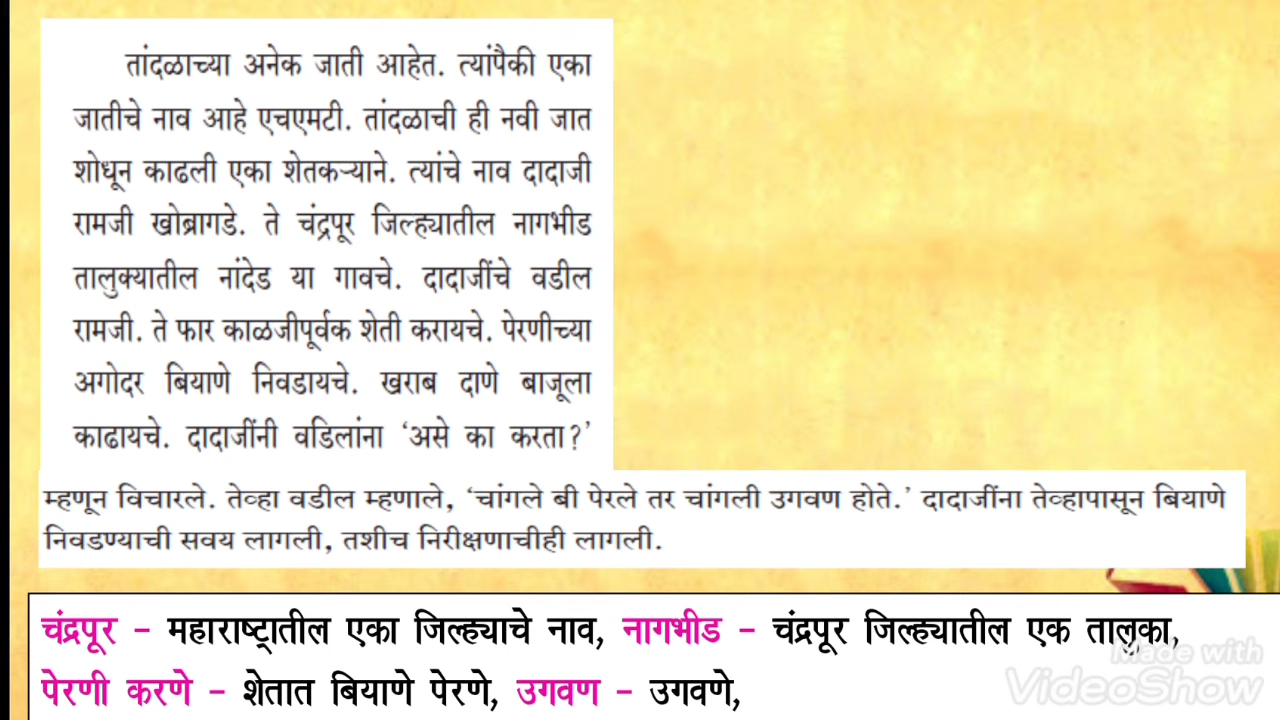 तांदळाच्या अनेक जाती आहेत. त्यांपैकी एका
जातीचे नाव आहे एचएमटी. तांदळाची ही नवी जात
शोधून काढली एका शेतकऱ्याने. त्यांचे नाव दादाजी
रामजी खोब्रागडे. ते चंद्रपूर जिल्ह्यातील नागभीड
तालुक्यातील नांदेड या गावचे. दादाजींचे वडील
रामजी. ते फार काळजीपूर्वक शेती करायचे. पेरणीच्या
अगोदर बियाणे निवडायचे. खराब दाणे बाजूला
काढायचे. दादाजींनी वडिलांना ‘असे का करता?’
म्हणून विचारले. तेव्हा वडील म्हणाले, ‘चांगले बी पेरले तर चांगली उगवण होते.’ दादाजींना तेव्हापासून बियाणे
निवडण्याची सवय लागली, तशीच निरीक्षणाचीही लागली.
चंद्रपूर – महाराष्ट्रातील एका जिल्ह्याचे नाव, नागभीड – चंद्रपूर जिल्ह्यातील एक तालुका,
पेरणी करणे – शेतात बियाणे पेरणे, उगवण – उगवणे,
Made with
VideoShow